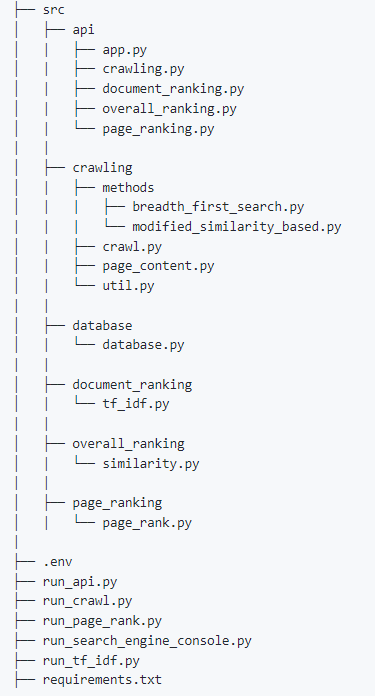 ├── src
│   ├── api
│   │   ├── app.py
│   │   ├── crawling.py
│   │   ├── document_ranking.py
│   │   ├── overall_ranking.py
│   │   └── page_ranking.py
│   │
│   ├── crawling
│   │   ├── methods
│   │   │   ├── breadth_first_search.py
│   │   │   └── modified_similarity_based.py
│   │   ├── crawl.py
│   │   ├── page_content.py
│   │   └── util.py
│   │
│   ├── database
│   │   └── database.py
│   │
│   ├── document_ranking
│   │   └── tf_idf.py
│   │
│   ├── overall_ranking
│   │   └── similarity.py
│   │
│   ├── page_ranking
│   │   └── page_rank.py
│
├── .env
├── run_api.py
├── run_crawl.py
├── run_page_rank.py
├── run_search_engine_console.py
├── run_tf_idf.py
├── requirements.txt